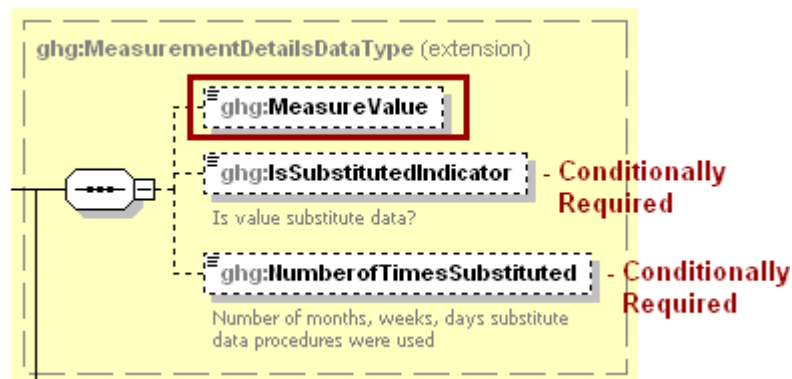 ghg:MeasurementDetailsDataType (extension)
ghg:MeasureValue
ghg:IsSubstitutedIndicator
- Conditionally
Required
Is value substitute data?
ghg:NumberofTimesSubstituted
- Conditionally
Required
Number of months, weeks, days substitute
data procedures were used